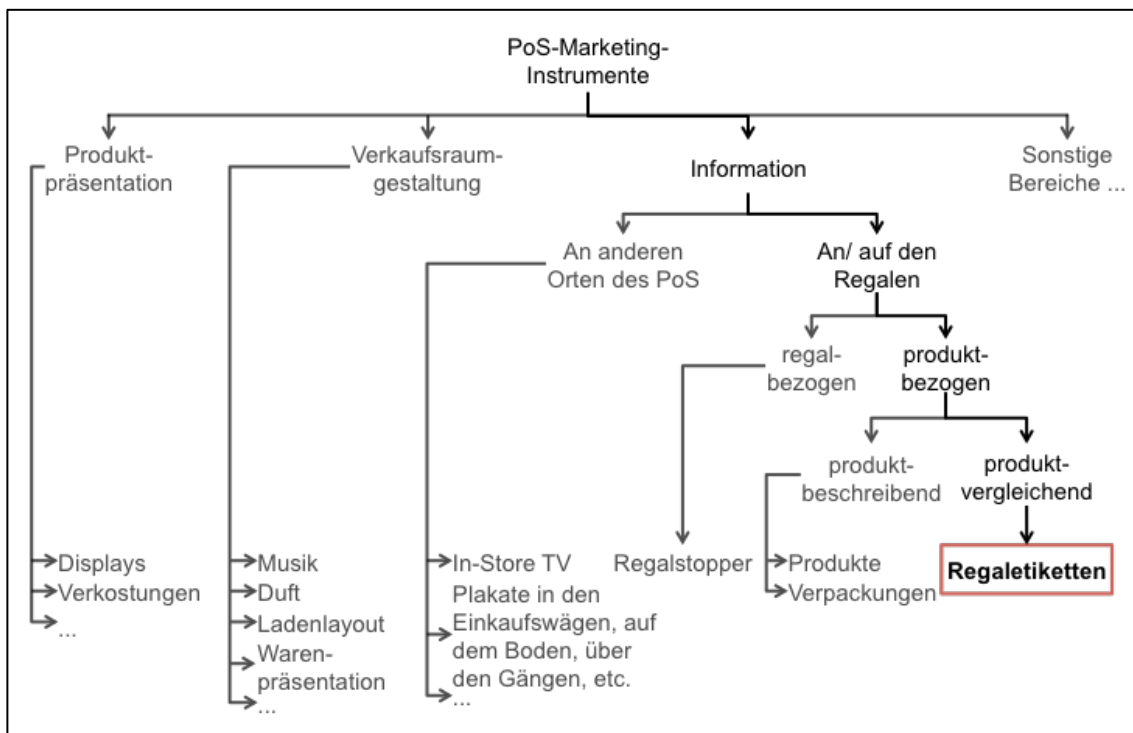 PoS-Marketing-
Instrumente
Produkt-
präsentation
Verkaufsraum-
gestaltung
Information
Sonstige
Bereiche ...
An anderen
Orten des PoS
An/ auf den
Regalen
regal-
bezogen
produkt-
bezogen
produkt-
beschreibend
produkt-
vergleichend
Displays
Verkostungen
...
Musik
Duft
Ladenlayout
Waren-
präsentation
...
In-Store TV
Plakate in den
Einkaufswägen, auf
dem Boden, über
den Gängen, etc.
...
Regalstopper
Produkte
Verpackungen
Regaletiketten